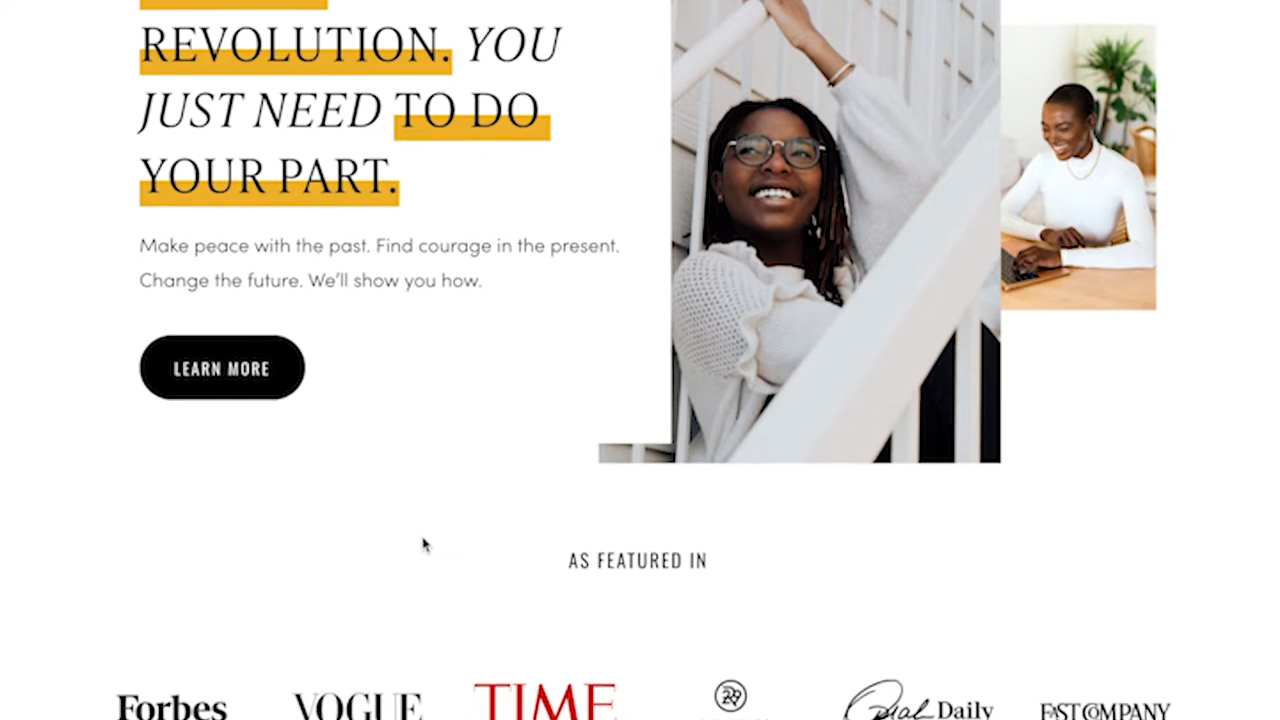 REVOLUTION. YOU
JUST NEED TO DO
YOUR PART.
Make peace with the past. Find courage in the present.
Change the future. We'll show you how.
LEARN MORE
AS FEATURED IN
Forbes VOGUE TIME Oprah Daily FAST COMPANY